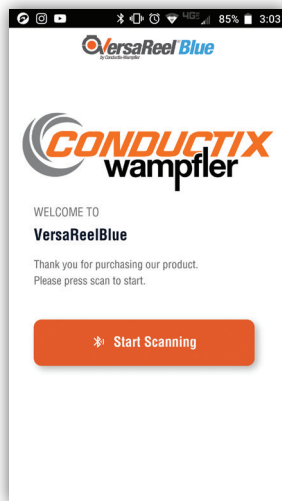 4GE 85% 3:03
VersaReel Blue
by Conductix-Wampfler
CONDUCTIX
wampfler
WELCOME TO
VersaReelBlue
Thank you for purchasing our product.
Please press scan to start.
Start Scanning